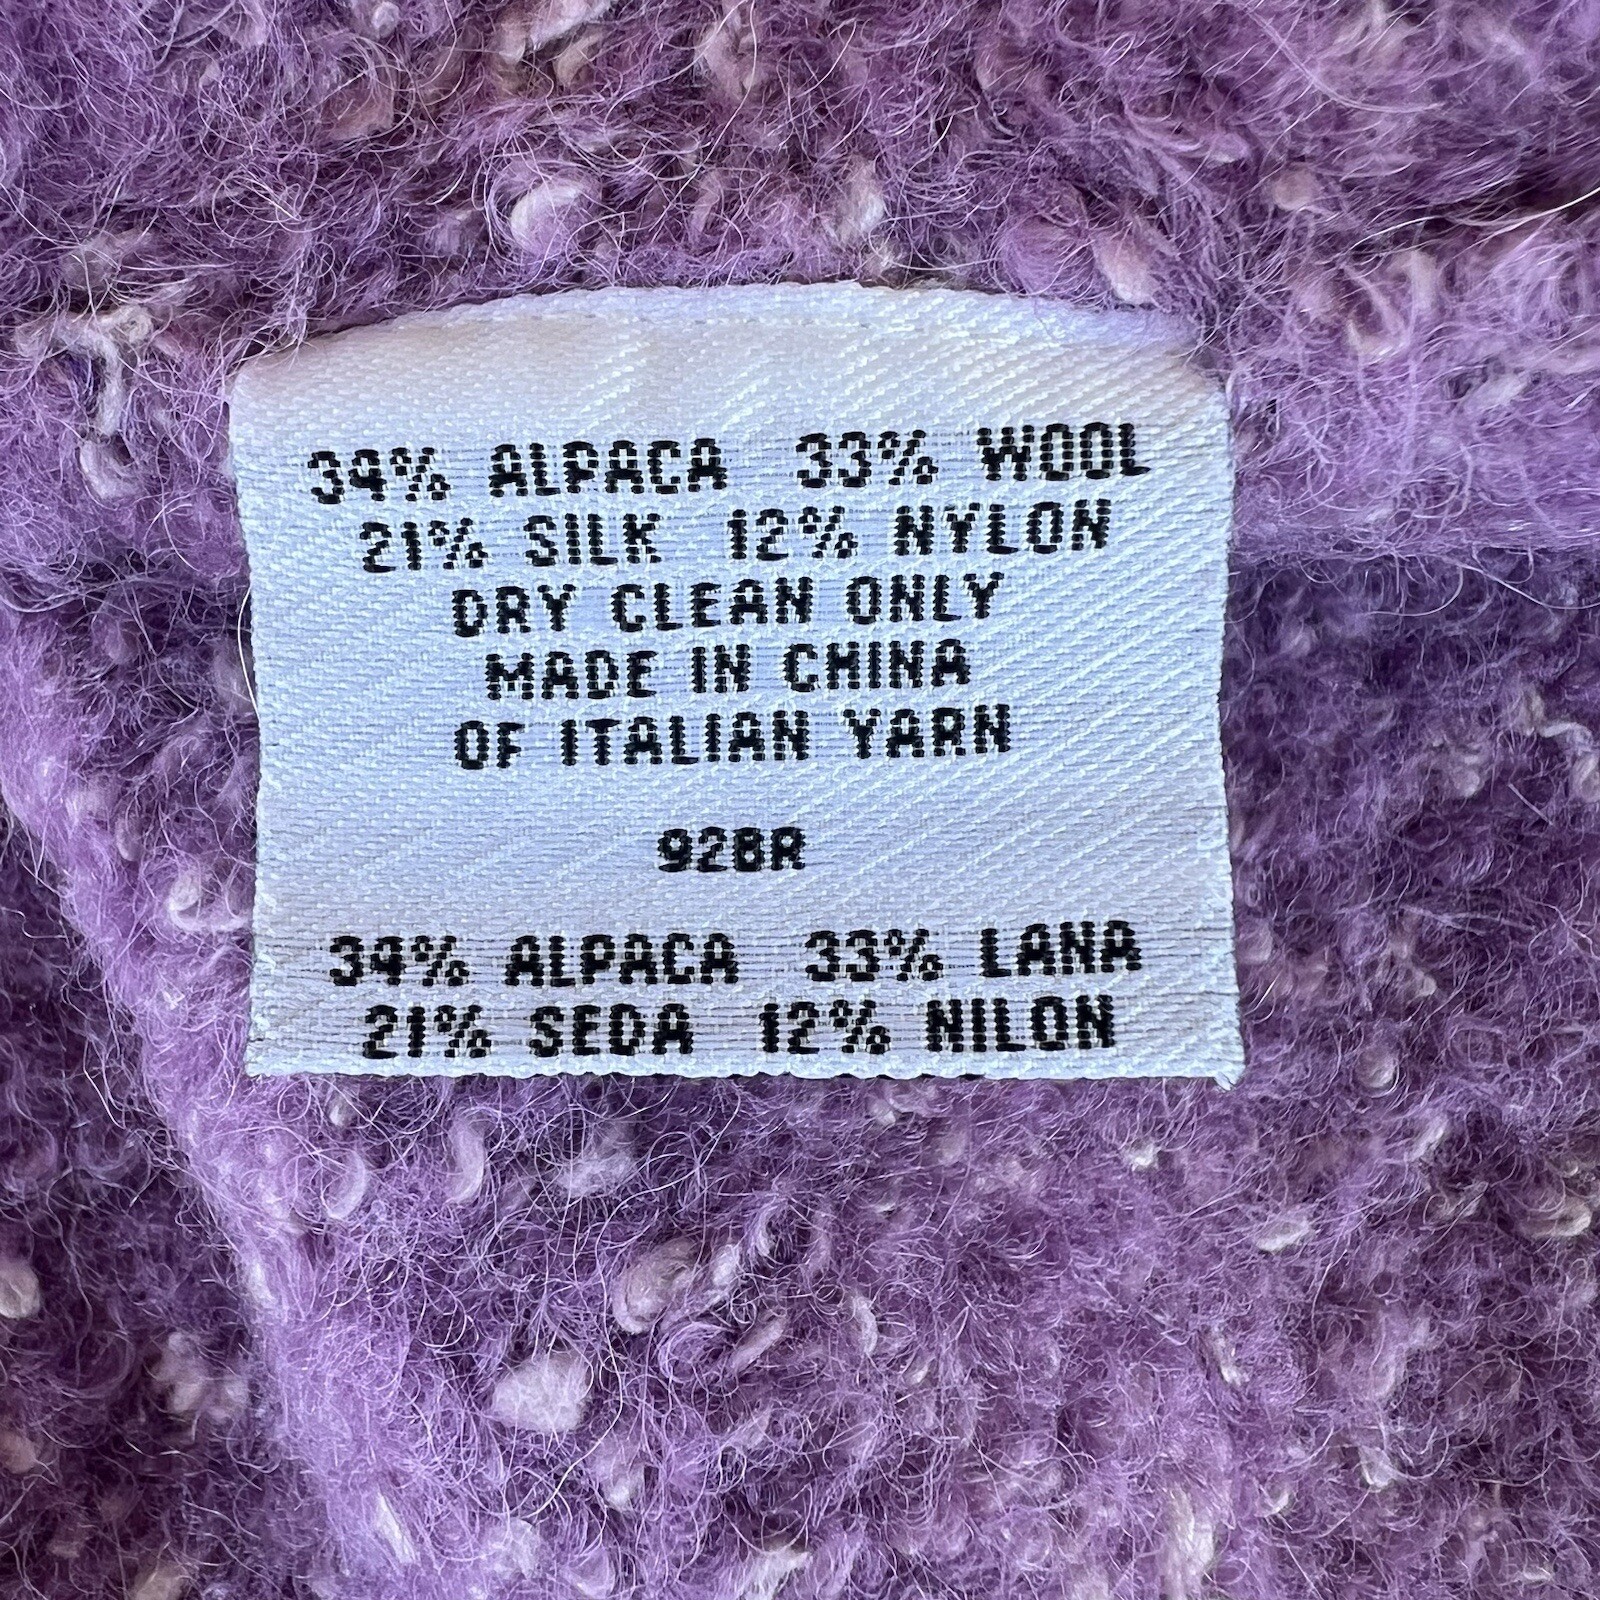 34% ALPACA 33% WOOL
21% SILK 12% NYLON
DRY CLEAN ONLY
MADE IN CHINA
OF ITALIAN YARN
928R
34% ALPACA 33% LANA
21% SEDA 12% NILON